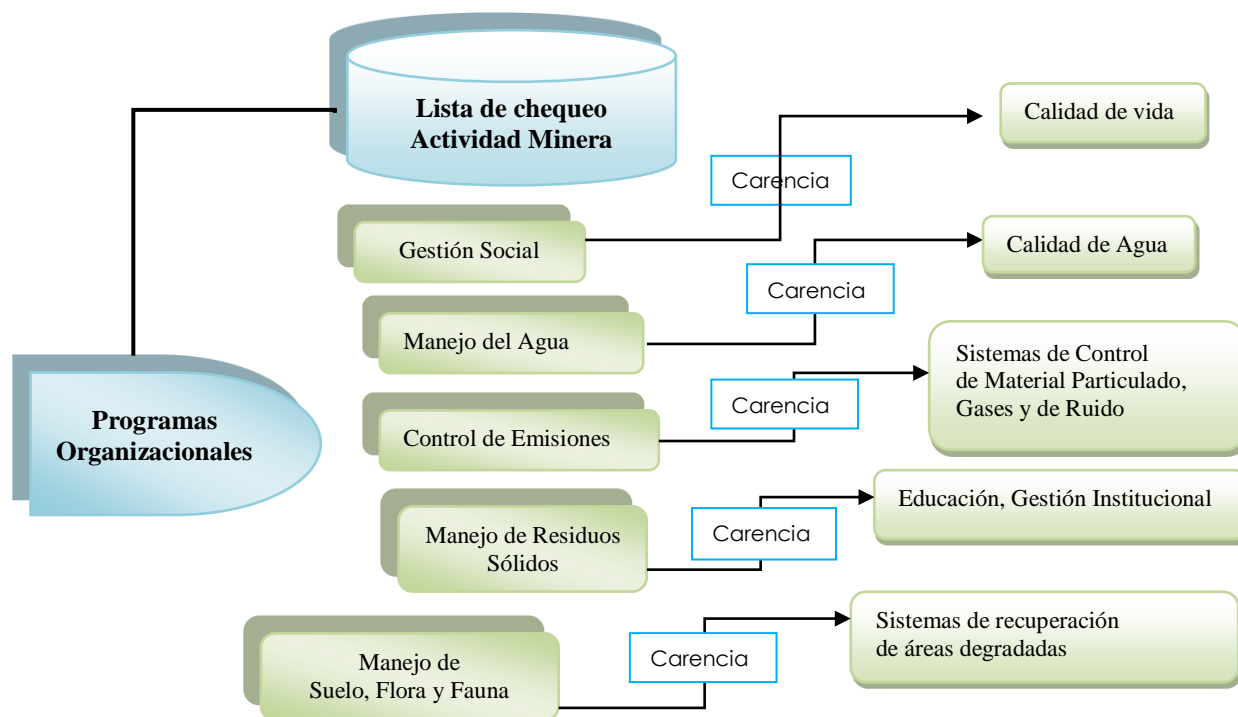 Lista de chequeo
Actividad Minera
Calidad de vida
Carencia
Gestión Social
Calidad de Agua
Carencia
Manejo del Agua
Sistemas de Control
de Material Particulado,
Gases y de Ruido
Carencia
Programas
Organizacionales
Control de Emisiones
Educación, Gestión Institucional
Carencia
Manejo de Residuos
Sólidos
Sistemas de recuperación
de áreas degradadas
Carencia
Manejo de
Suelo, Flora y Fauna